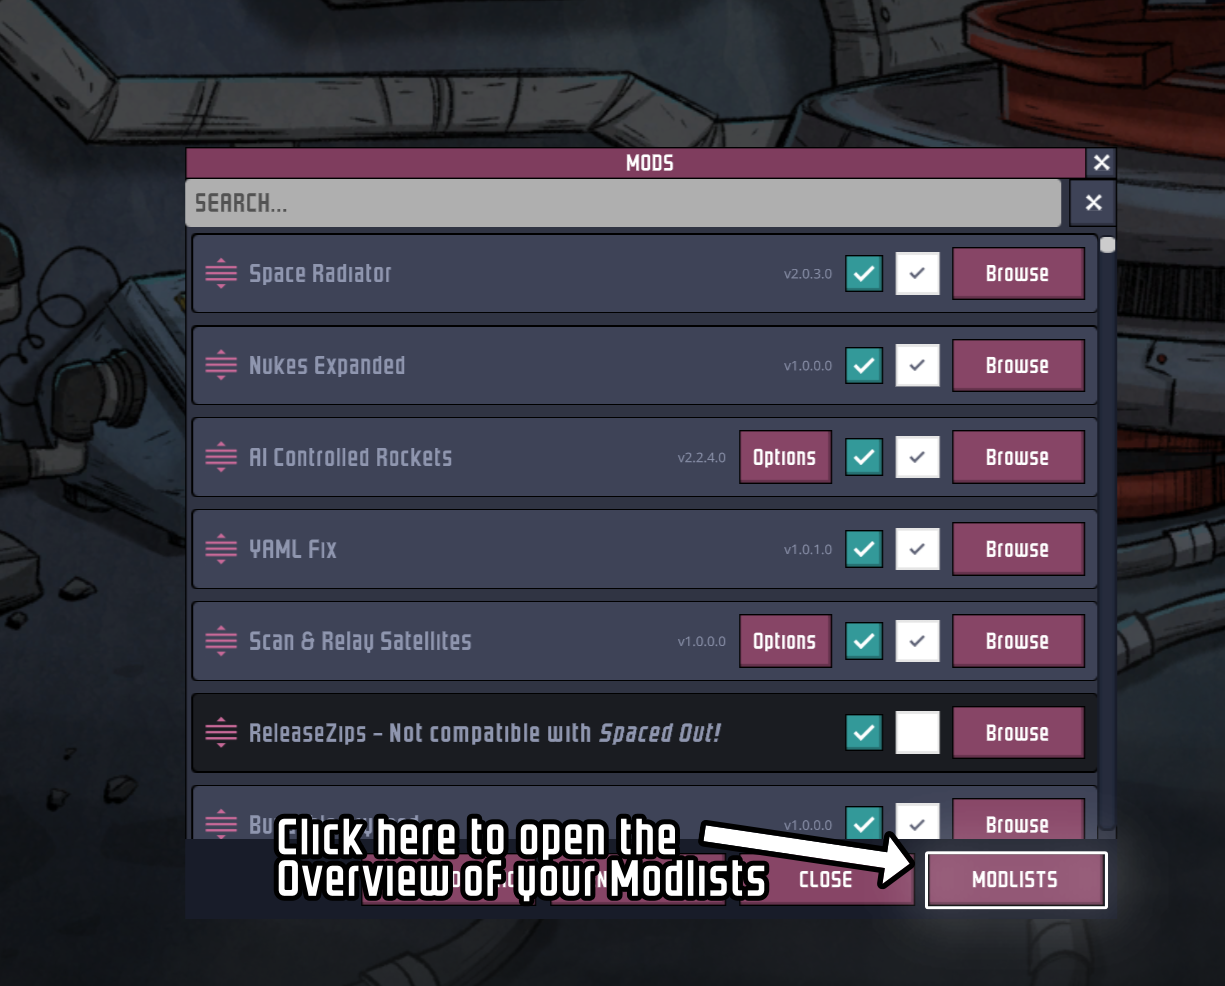 MODS
SEARCH...
Space Radiator v2.0.3.0 Browse
Nukes Expanded v1.0.0.0 Browse
AI Controlled Rockets v2.2.4.0 Options Browse
YAML Fix v1.0.1.0 Browse
Scan & Relay Satellites v1.0.0.0 Options Browse
ReleaseZips - Not compatible with Spaced Out! Browse
v1.0.0.0 Browse
Click here to open the
Overview of your Modlists
CLOSE MODLISTS